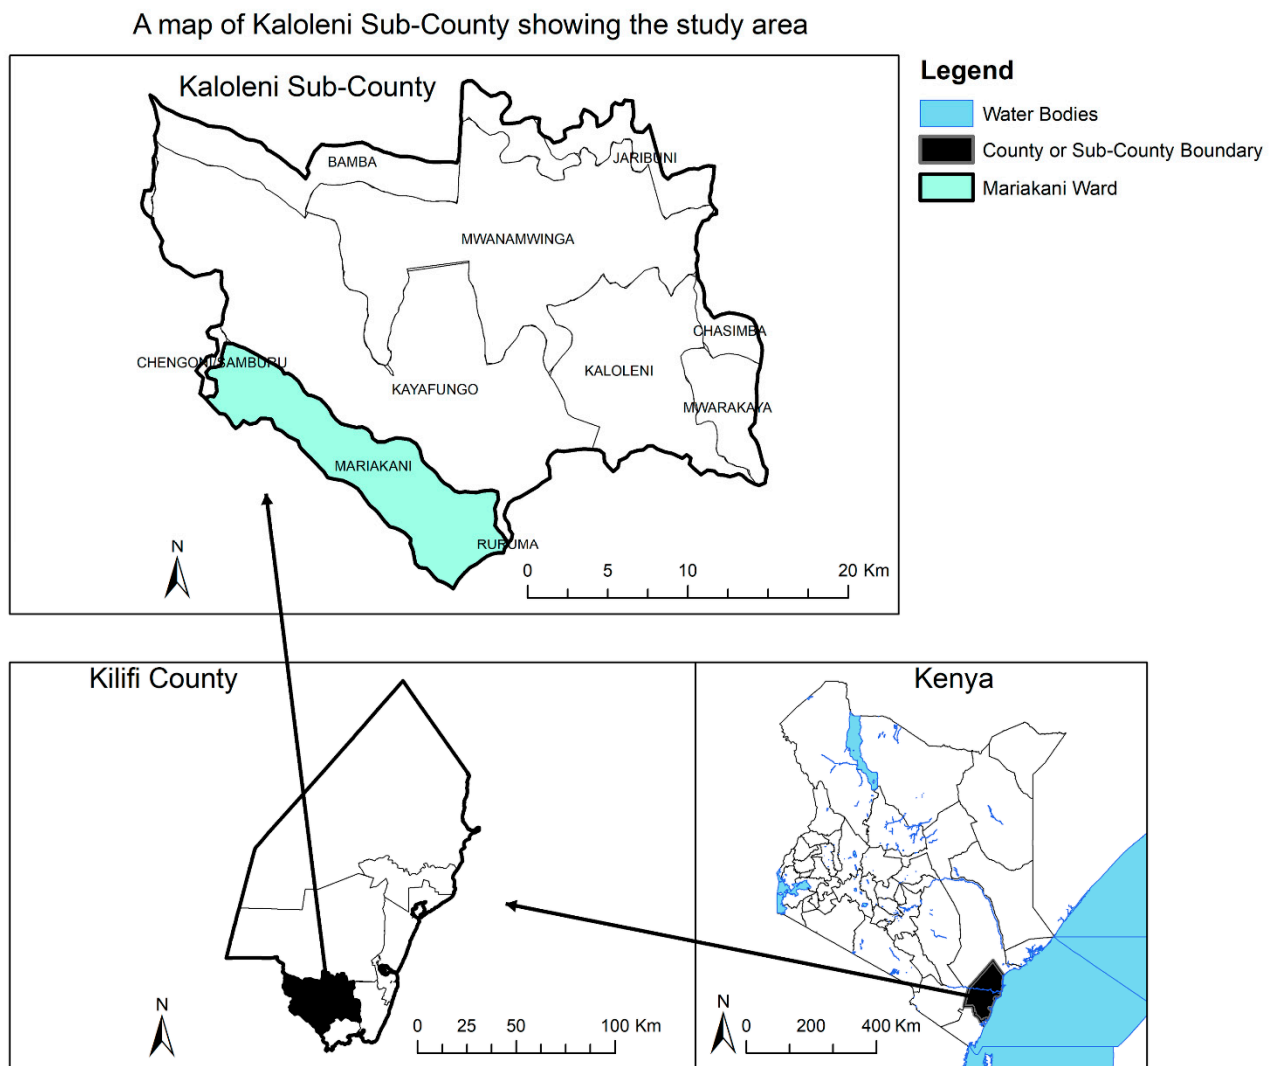 A map of Kaloleni Sub-County showing the study area
Kaloleni Sub-County
BAMBA
JARIBUNI
MWANAMWINGA
CHASIMBA
CHENGONI/SAMBURU
KALOLENI
KAYAFUNGO
MWARAKAYA
MARIAKANI
RURUMA
N
0 5 10 20 Km
Legend
Water Bodies
County or Sub-County Boundary
Mariakani Ward
Kilifi County
N
0 25 50 100 Km
Kenya
N
0 200 400 Km